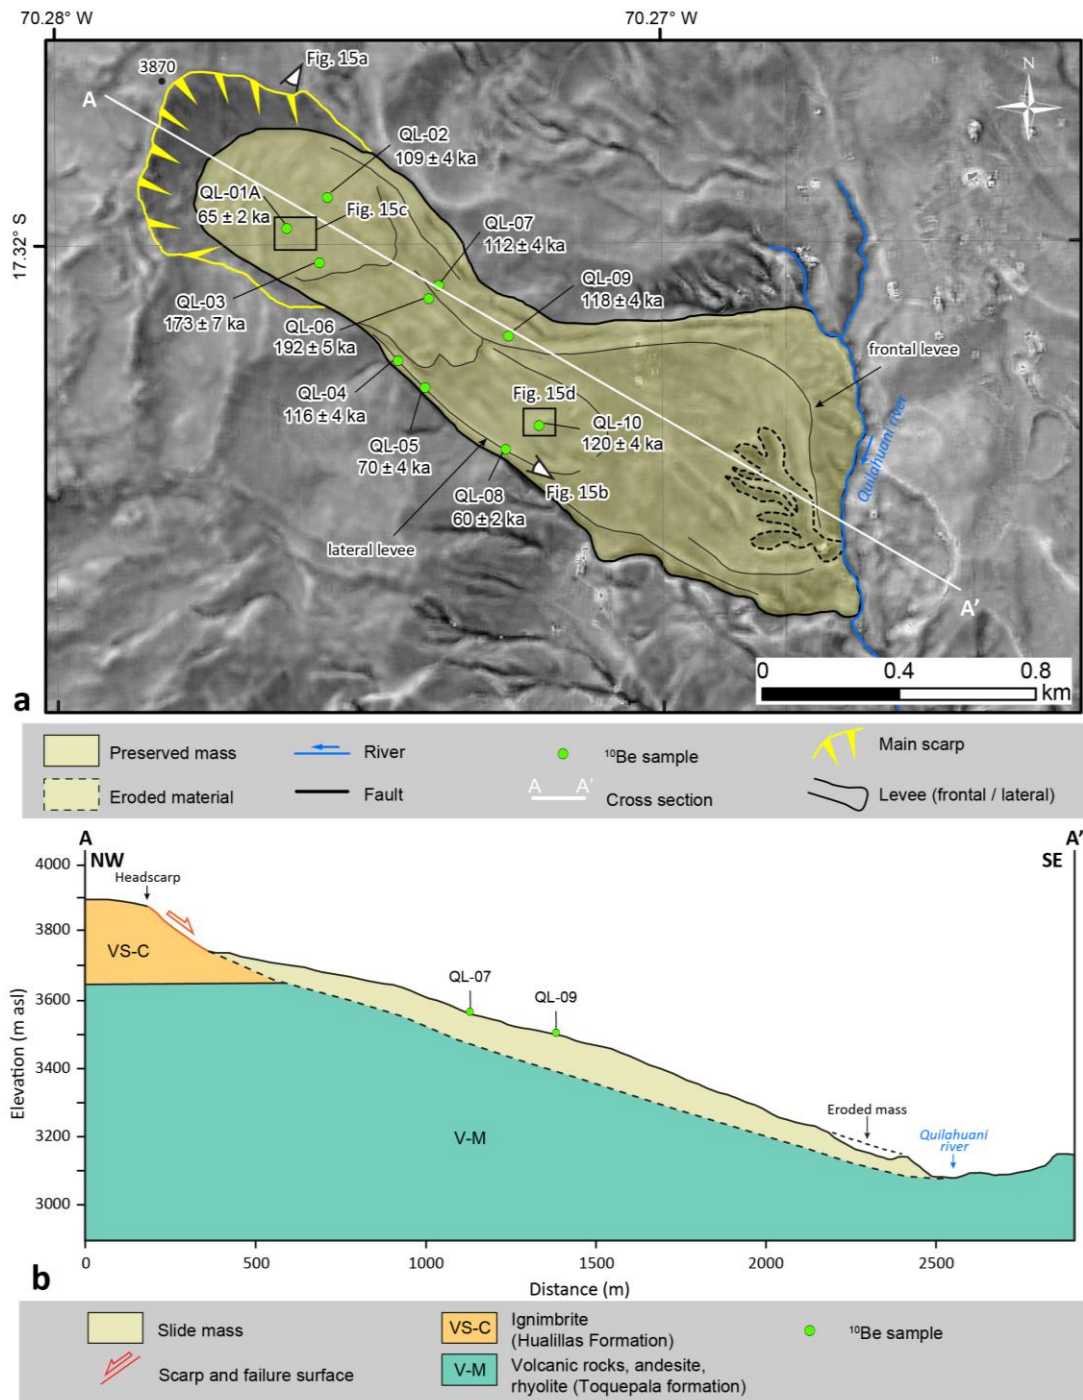 70.28° W
70.27° W
17.32° S
3870
Fig. 15a
N
A
QL-02
109 ± 4 ka
QL-01A
65 ± 2 ka
Fig. 15c
QL-07
112 ± 4 ka
QL-03
173 ± 7 ka
QL-09
118 ± 4 ka
QL-06
192 ± 5 ka
frontal levee
QL-04
116 ± 4 ka
Fig. 15d
QL-10
120 ± 4 ka
QL-05
70 ± 4 ka
Quilahuani river
QL-08
60 ± 2 ka
Fig. 15b
lateral levee
A'
0 0.4 0.8
km
a
Preserved mass
River
10Be sample
Main scarp
Eroded material
Fault
A A'
Cross section
Levee (frontal / lateral)
A
A'
NW
SE
4000
3800
3600
3400
3200
3000
Elevation (m asl)
Headscarp
VS-C
QL-07
QL-09
V-M
Eroded mass
Quilahuani
river
0 500 1000 1500 2000 2500
Distance (m)
b
Slide mass
VS-C
Ignimbrite
(Hualillas Formation)
10Be sample
Scarp and failure surface
V-M
Volcanic rocks, andesite,
rhyolite (Toquepala formation)